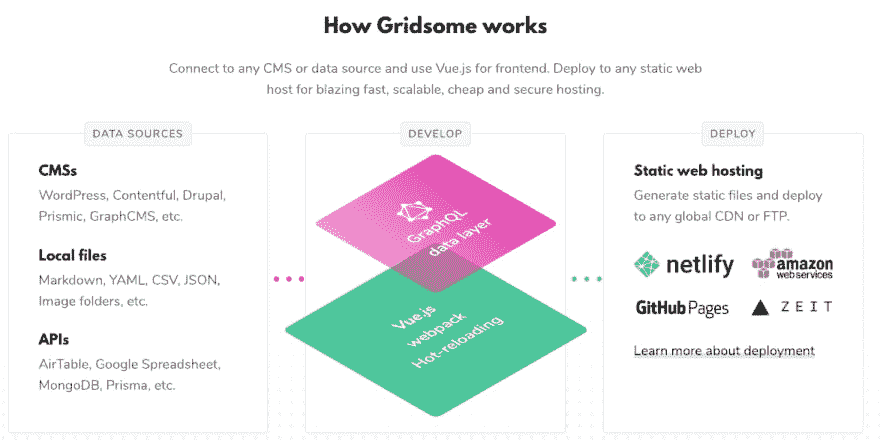 How Gridsome works
Connect to any CMS or data source and use Vue.js for frontend. Deploy to any static web
host for blazing fast, scalable, cheap and secure hosting.
DATA SOURCES
CMSs
WordPress, Contentful, Drupal,
Prismic, GraphCMS, etc.
Local files
Markdown, YAML, CSV, JSON,
Image folders, etc.
APIs
AirTable, Google Spreadsheet,
MongoDB, Prisma, etc.
DEVELOP
GraphQL
data layer
Vue.js
webpack
Hot-reloading
DEPLOY
Static web hosting
Generate static files and deploy
to any global CDN or FTP.
netlify
amazon
web services
GitHub Pages
ZEIT
Learn more about deployment